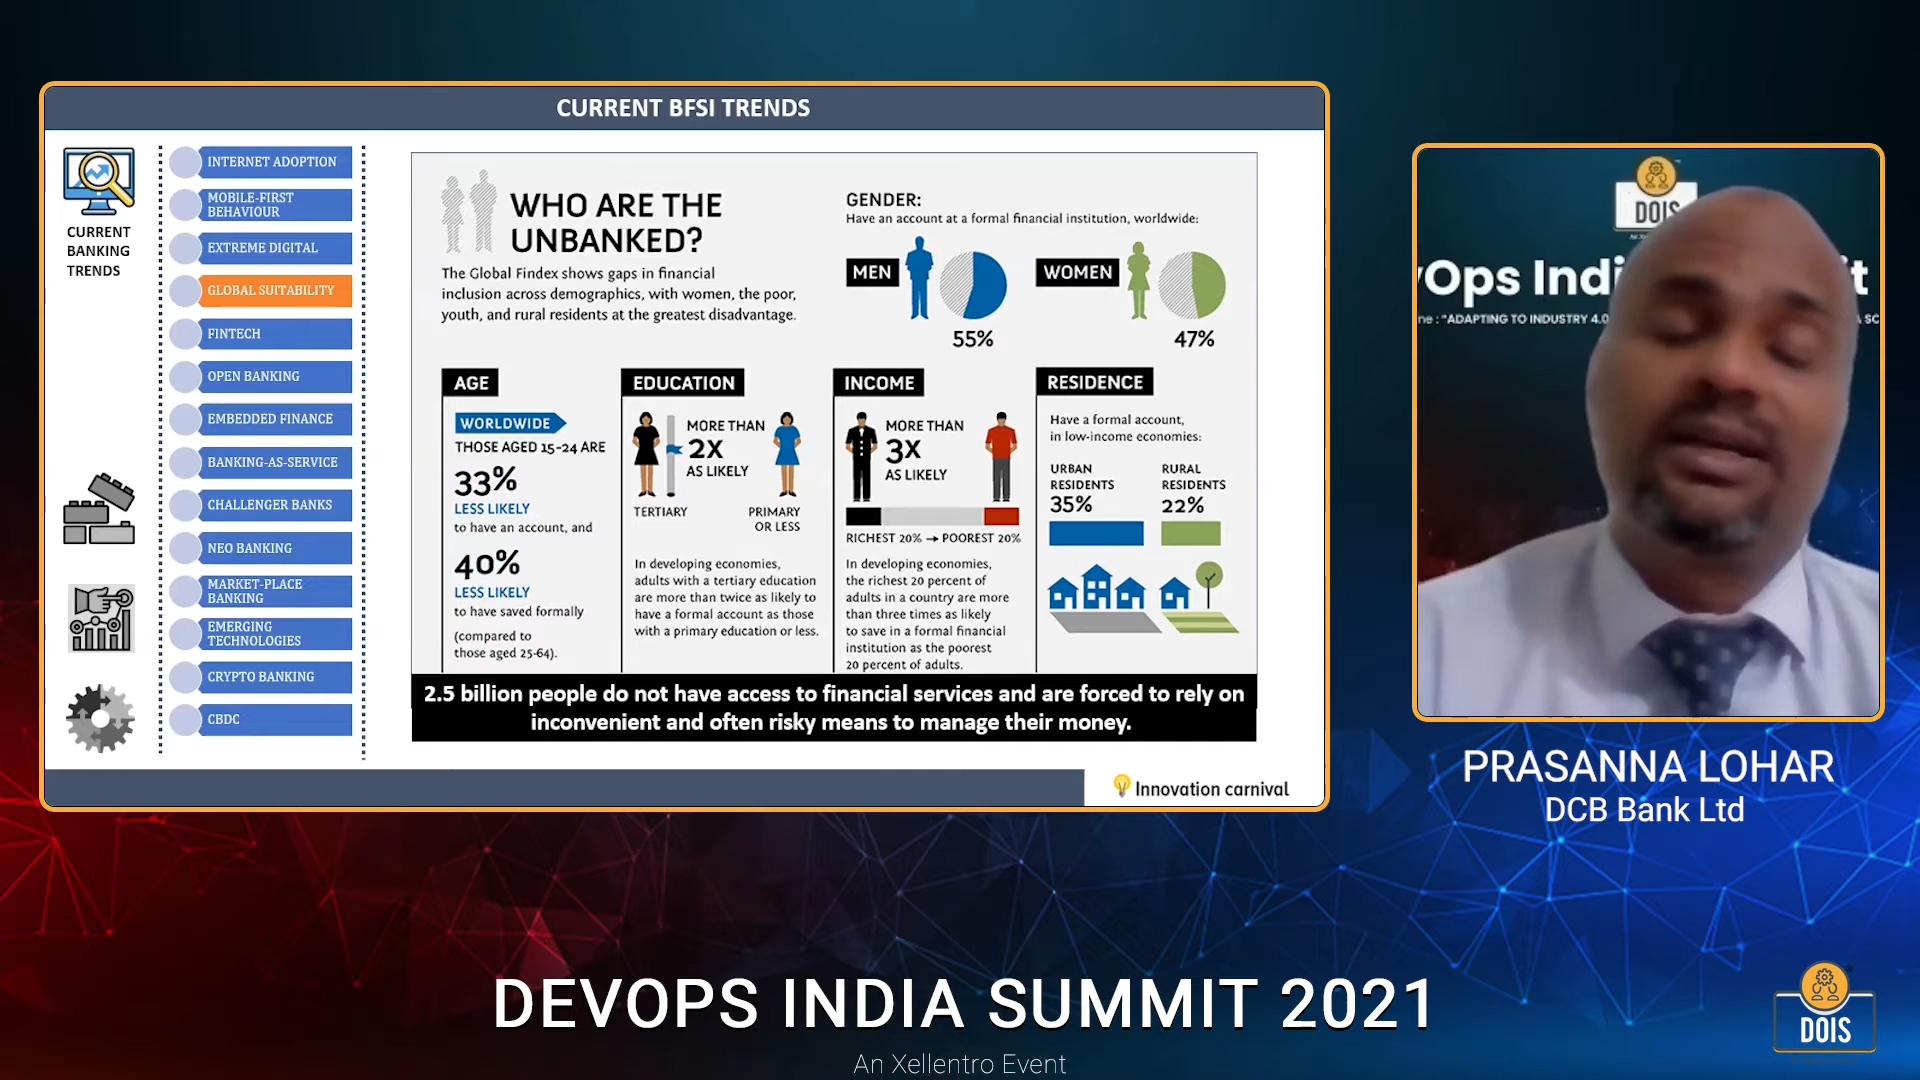 CURRENT BFSI TRENDS
CURRENT
BANKING
TRENDS
INTERNET ADOPTION
MOBILE-FIRST
BEHAVIOUR
EXTREME DIGITAL
GLOBAL SUITABILITY
FINTECH
OPEN BANKING
EMBEDDED FINANCE
BANKING-AS-SERVICE
CHALLENGER BANKS
NEO BANKING
MARKET-PLACE
BANKING
EMERGING
TECHNOLOGIES
CRYPTO BANKING
CBDC
WHO ARE THE
UNBANKED?
The Global Findex shows gaps in financial
inclusion across demographics, with women, the poor,
youth, and rural residents at the greatest disadvantage.
GENDER:
Have an account at a formal financial institution, worldwide:
MEN
55%
WOMEN
47%
AGE
WORLDWIDE
THOSE AGED 15-24 ARE
33%
LESS LIKELY
to have an account, and
40%
LESS LIKELY
to have saved formally
(compared to
those aged 25-64).
EDUCATION
MORE THAN
2X
AS LIKELY
TERTIARY
PRIMARY
OR LESS
In developing economies,
adults with a tertiary education
are more than twice as likely to
have a formal account as those
with a primary education or less.
INCOME
MORE THAN
3X
AS LIKELY
RICHEST 20% → POOREST 20%
In developing economies,
the richest 20 percent of
adults in a country are more
than three times as likely
to save in a formal financial
institution as the poorest
20 percent of adults.
RESIDENCE
Have a formal account,
in low-income economies:
URBAN
RESIDENTS
35%
RURAL
RESIDENTS
22%
2.5 billion people do not have access to financial services and are forced to rely on
inconvenient and often risky means to manage their money.
Innovation carnival
DOIS
Ops Indi t
"ADAPTING TO INDUSTRY 4.0
PRASANNA LOHAR
DCB Bank Ltd
DEVOPS INDIA SUMMIT 2021
An Xellentro Event
DOIS